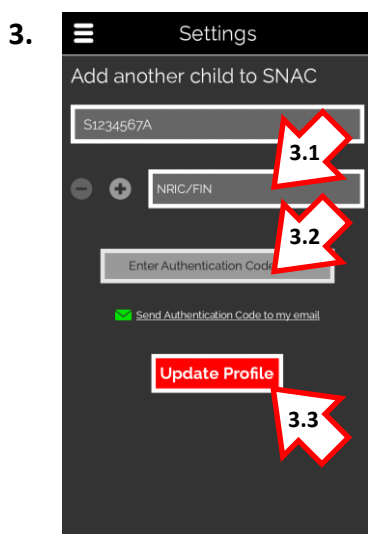 3.
Settings
Add another child to SNAC
S1234567A
3.1
NRIC/FIN
3.2
Enter Authentication Code
Send Authentication Code to my email
Update Profile
3.3